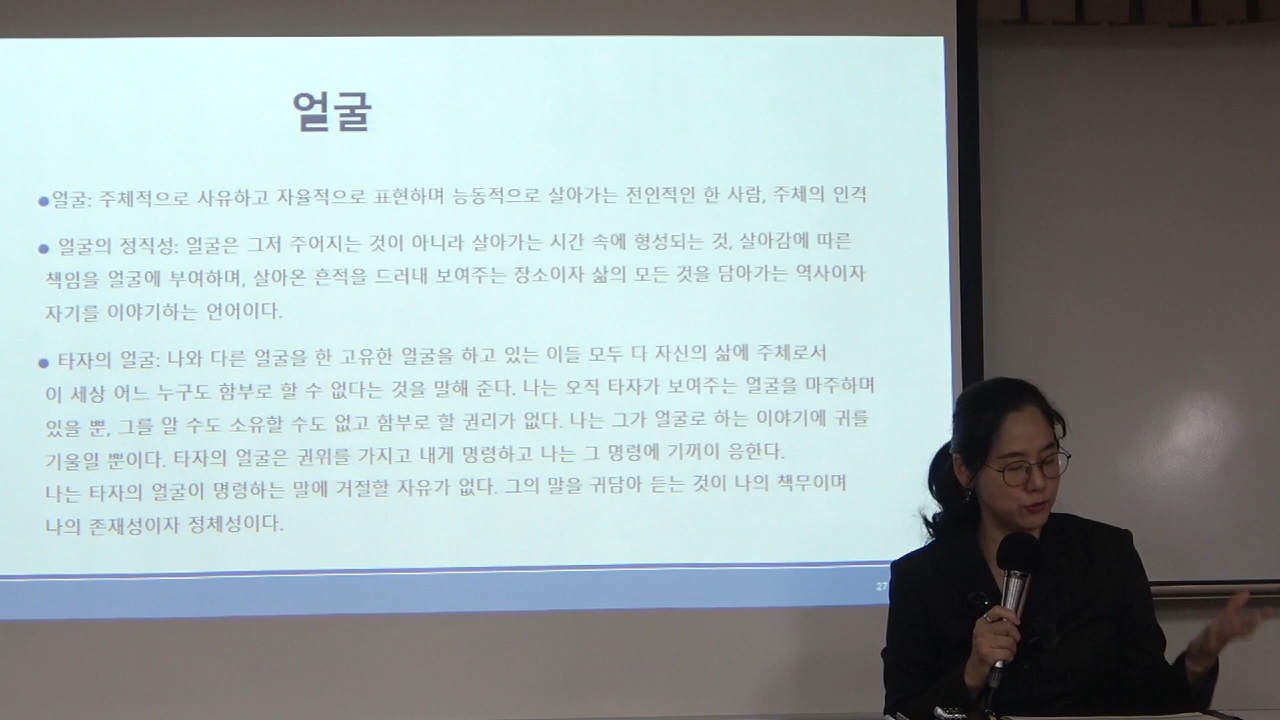 얼굴
●얼굴: 주체적으로 사유하고 자율적으로 표현하며 능동적으로 살아가는 전인적인 한 사람, 주체의 인격
● 얼굴의 정직성: 얼굴은 그저 주어지는 것이 아니라 살아가는 시간 속에 형성되는 것, 살아감에 따른
책임을 얼굴에 부여하며, 살아온 흔적을 드러내 보여주는 장소이자 삶의 모든 것을 담아가는 역사이자
자기를 이야기하는 언어이다.
● 타자의 얼굴: 나와 다른 얼굴을 한 고유한 얼굴을 하고 있는 이들 모두 다 자신의 삶에 주체로서
이 세상 어느 누구도 함부로 할 수 없다는 것을 말해 준다. 나는 오직 타자가 보여주는 얼굴을 마주하며
있을 뿐, 그를 알 수도 소유할 수도 없고 함부로 할 권리가 없다. 나는 그가 얼굴로 하는 이야기에 귀를
기울일 뿐이다. 타자의 얼굴은 권위를 가지고 내게 명령하고 나는 그 명령에 기꺼이 응한다.
나는 타자의 얼굴이 명령하는 말에 거절할 자유가 없다. 그의 말을 귀담아 듣는 것이 나의 책무이며
나의 존재성이자 정체성이다.
27